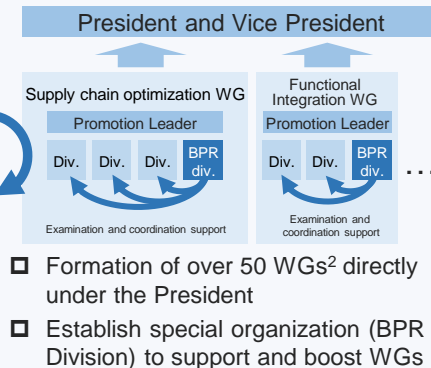 President and Vice President
Supply chain optimization WG
Promotion Leader
Div. Div. Div. BPR div.
Examination and coordination support
Functional
Integration WG
Promotion Leader
Div. Div. BPR div.
Examination and
coordination support
...
□ Formation of over 50 WGs² directly
under the President
□ Establish special organization (BPR
Division) to support and boost WGs